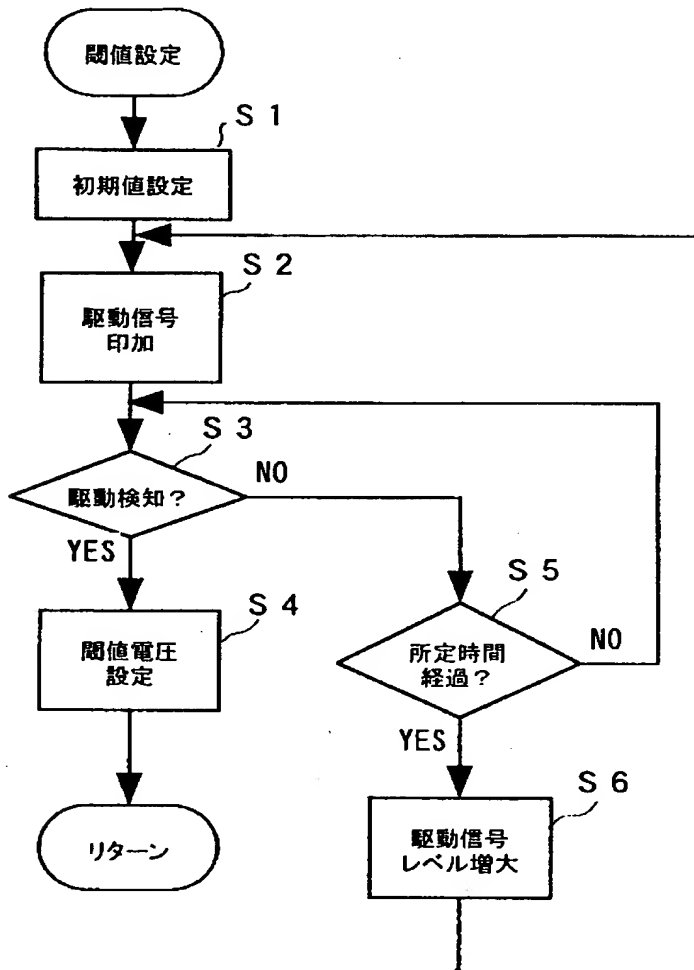 閾値設定
S 1
初期値設定
S 2
駆動信号
印加
S 3
駆動検知?
NO
YES
S 4
閾値電圧
設定
リターン
S 5
所定時間
経過?
NO
YES
S 6
駆動信号
レベル増大